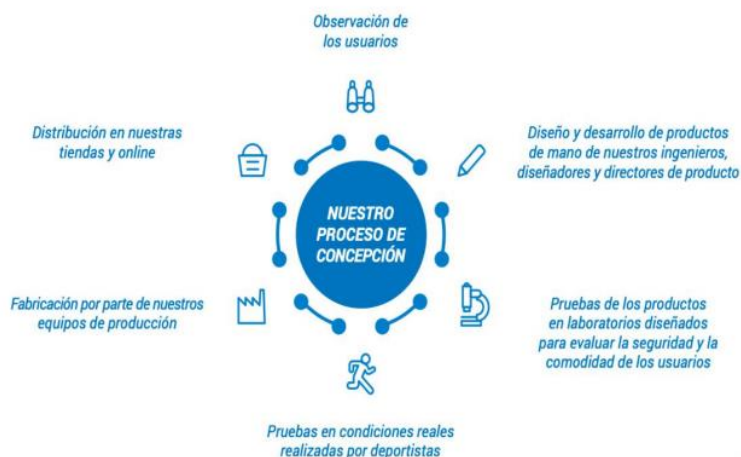 Observación de
los usuarios
Diseño y desarrollo de productos
de mano de nuestros ingenieros,
diseñadores y directores de producto
Pruebas de los productos
en laboratorios diseñados
para evaluar la seguridad y la
comodidad de los usuarios
Pruebas en condiciones reales
realizadas por deportistas
Fabricación por parte de nuestros
equipos de producción
Distribución en nuestras
tiendas y online
NUESTRO
PROCESO DE
CONCEPCIÓN